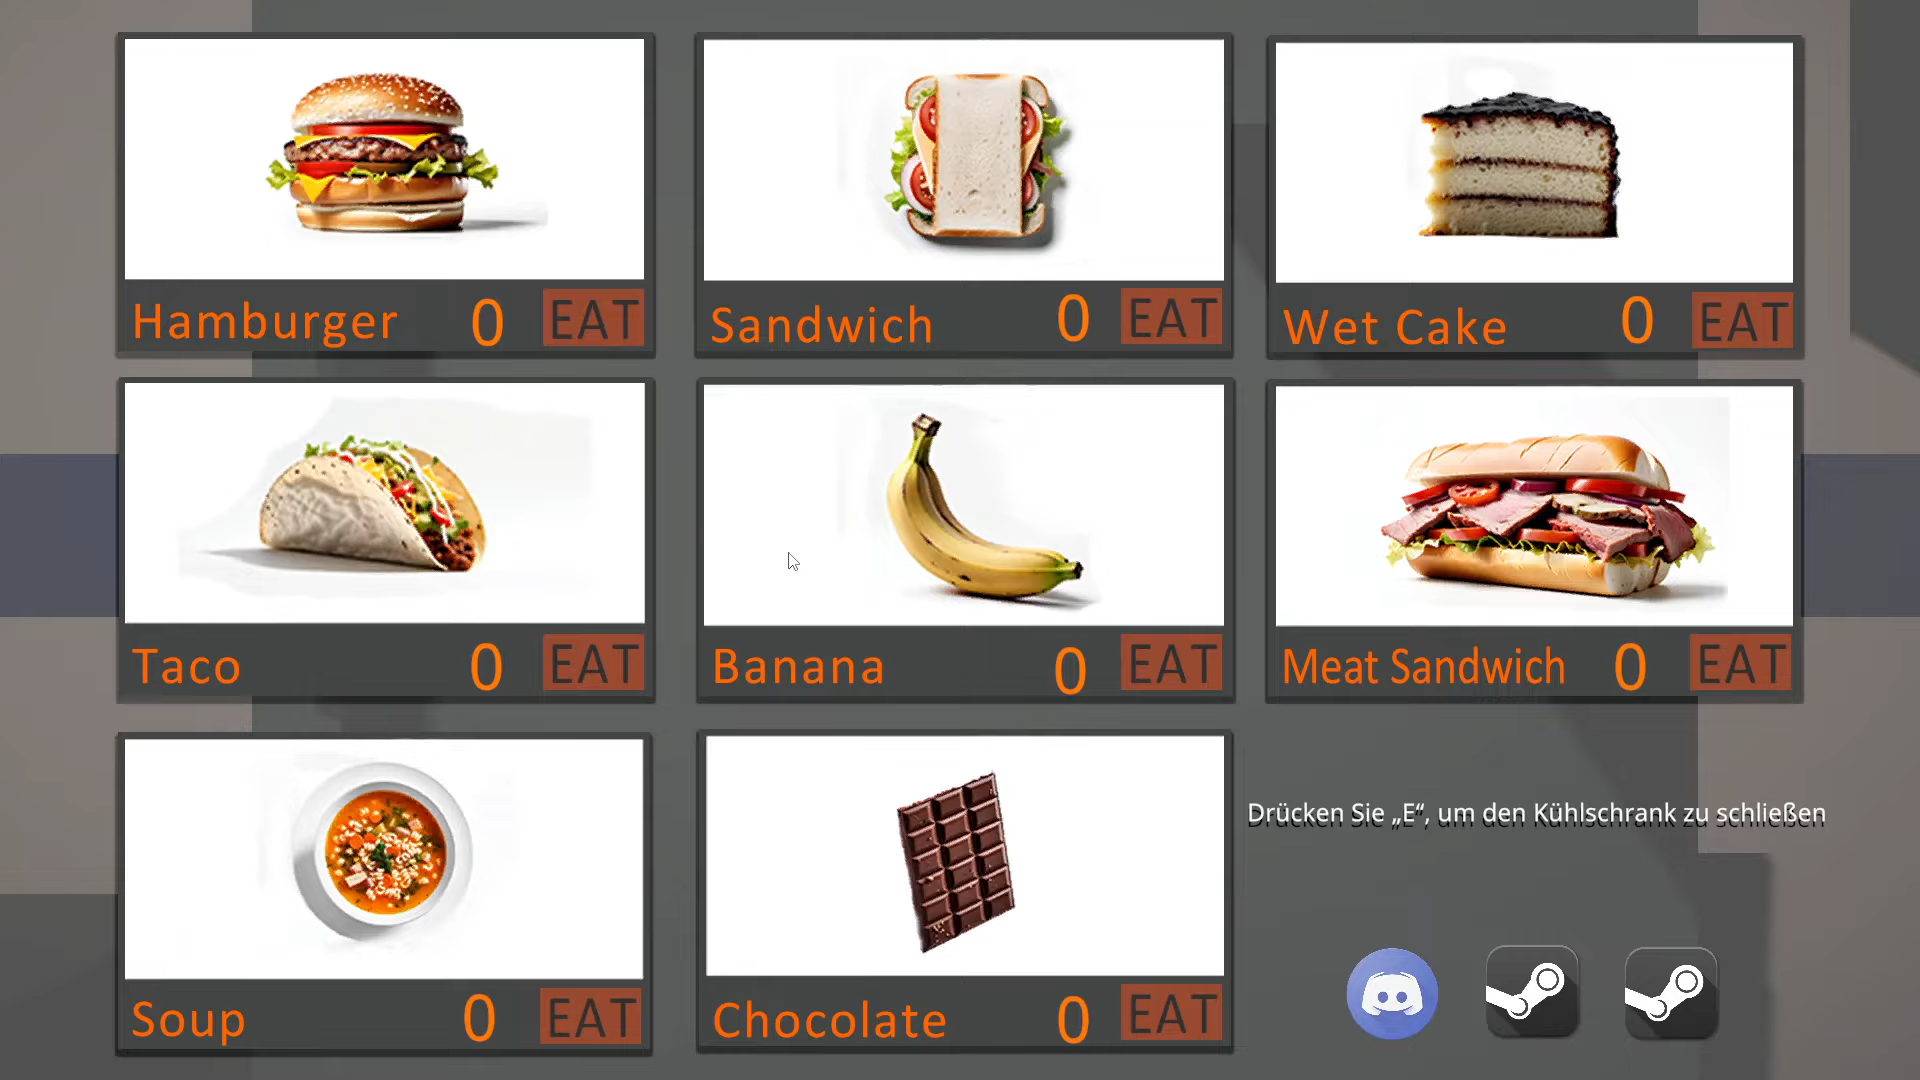 Hamburger 0 EAT
Sandwich 0 EAT
Wet Cake 0 EAT
Taco 0 EAT
Banana 0 EAT
Meat Sandwich 0 EAT
Soup 0 EAT
Chocolate 0 EAT
Drücken Sie „E“, um den Kühlschrank zu schließen